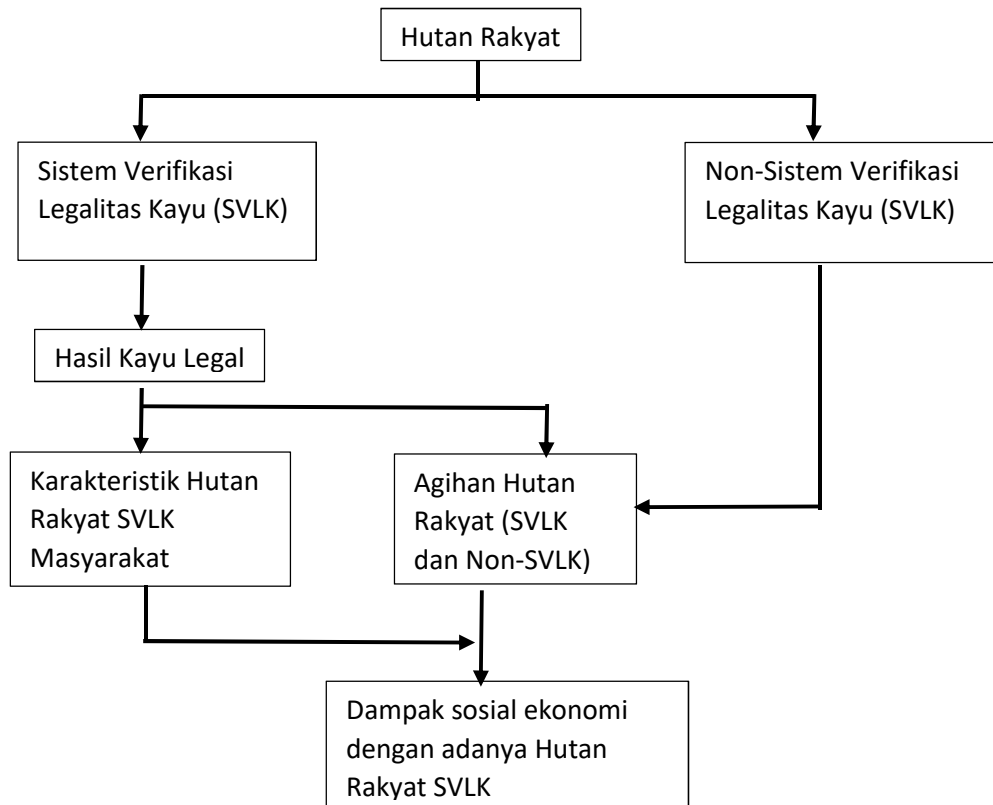 Hutan Rakyat
Sistem Verifikasi
Legalitas Kayu (SVLK)
Non-Sistem Verifikasi
Legalitas Kayu (SVLK)
Hasil Kayu Legal
Karakteristik Hutan
Rakyat SVLK
Masyarakat
Agihan Hutan
Rakyat (SVLK
dan Non-SVLK)
Dampak sosial ekonomi
dengan adanya Hutan
Rakyat SVLK